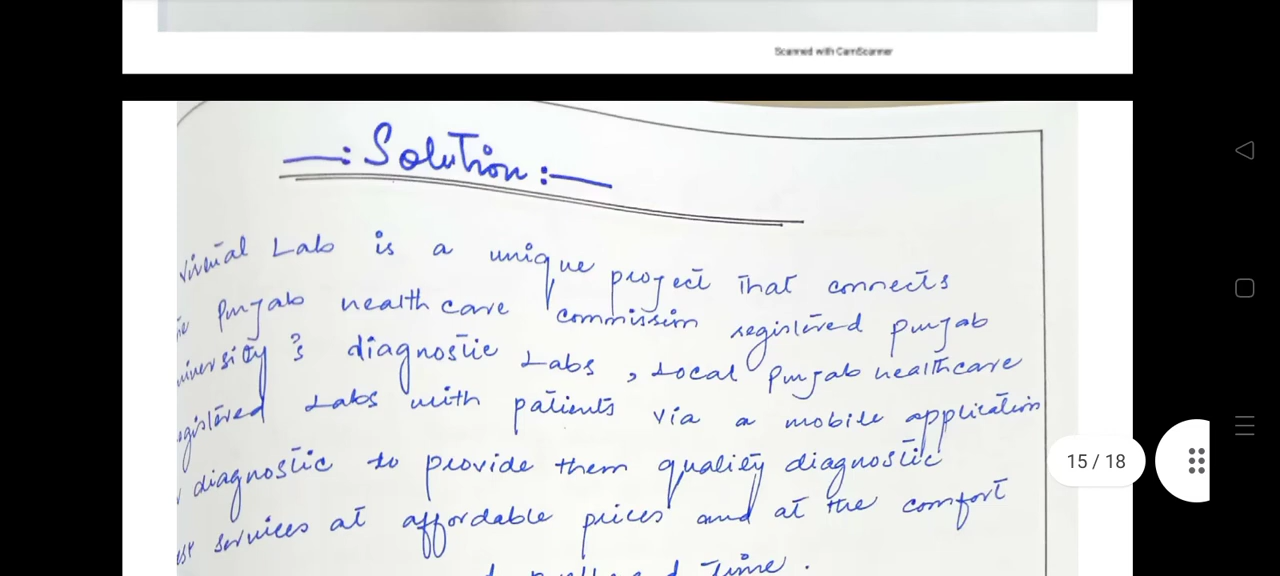 Scanned with CamScanner
—: Solution :—
Virtual Lab is a unique project that connects
Punjab healthcare commission registered Punjab
university's diagnostic Labs, Local Punjab healthcare
registered Labs with patients via a mobile application
diagnostic to provide them quality diagnostic
services at affordable prices and at the comfort
time.
15 / 18